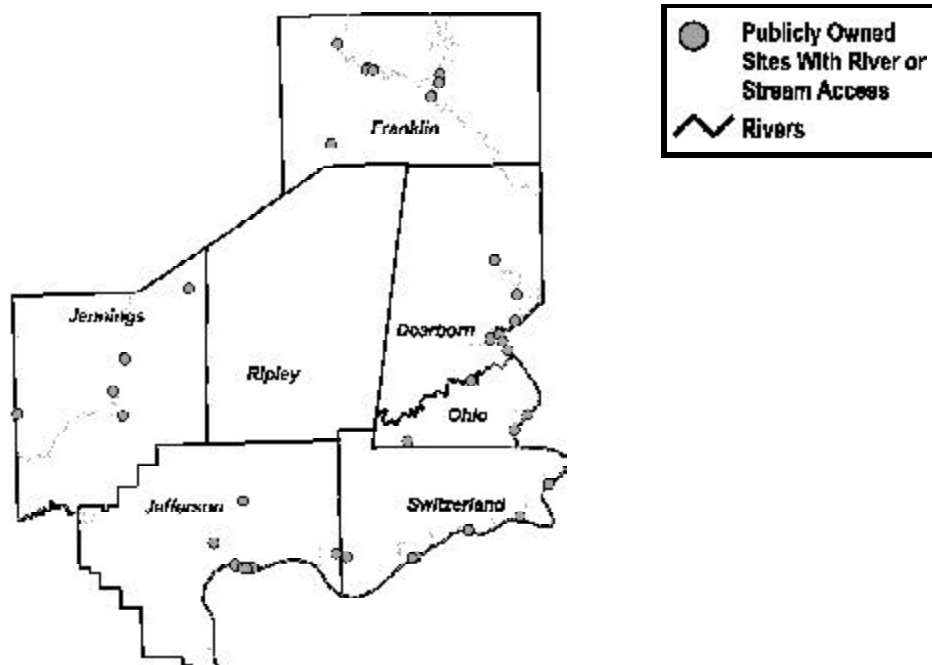 Publicly Owned
Sites With River or
Stream Access
Rivers
Franklin
Jennings
Dearborn
Ripley
Ohio
Jefferson
Switzerland